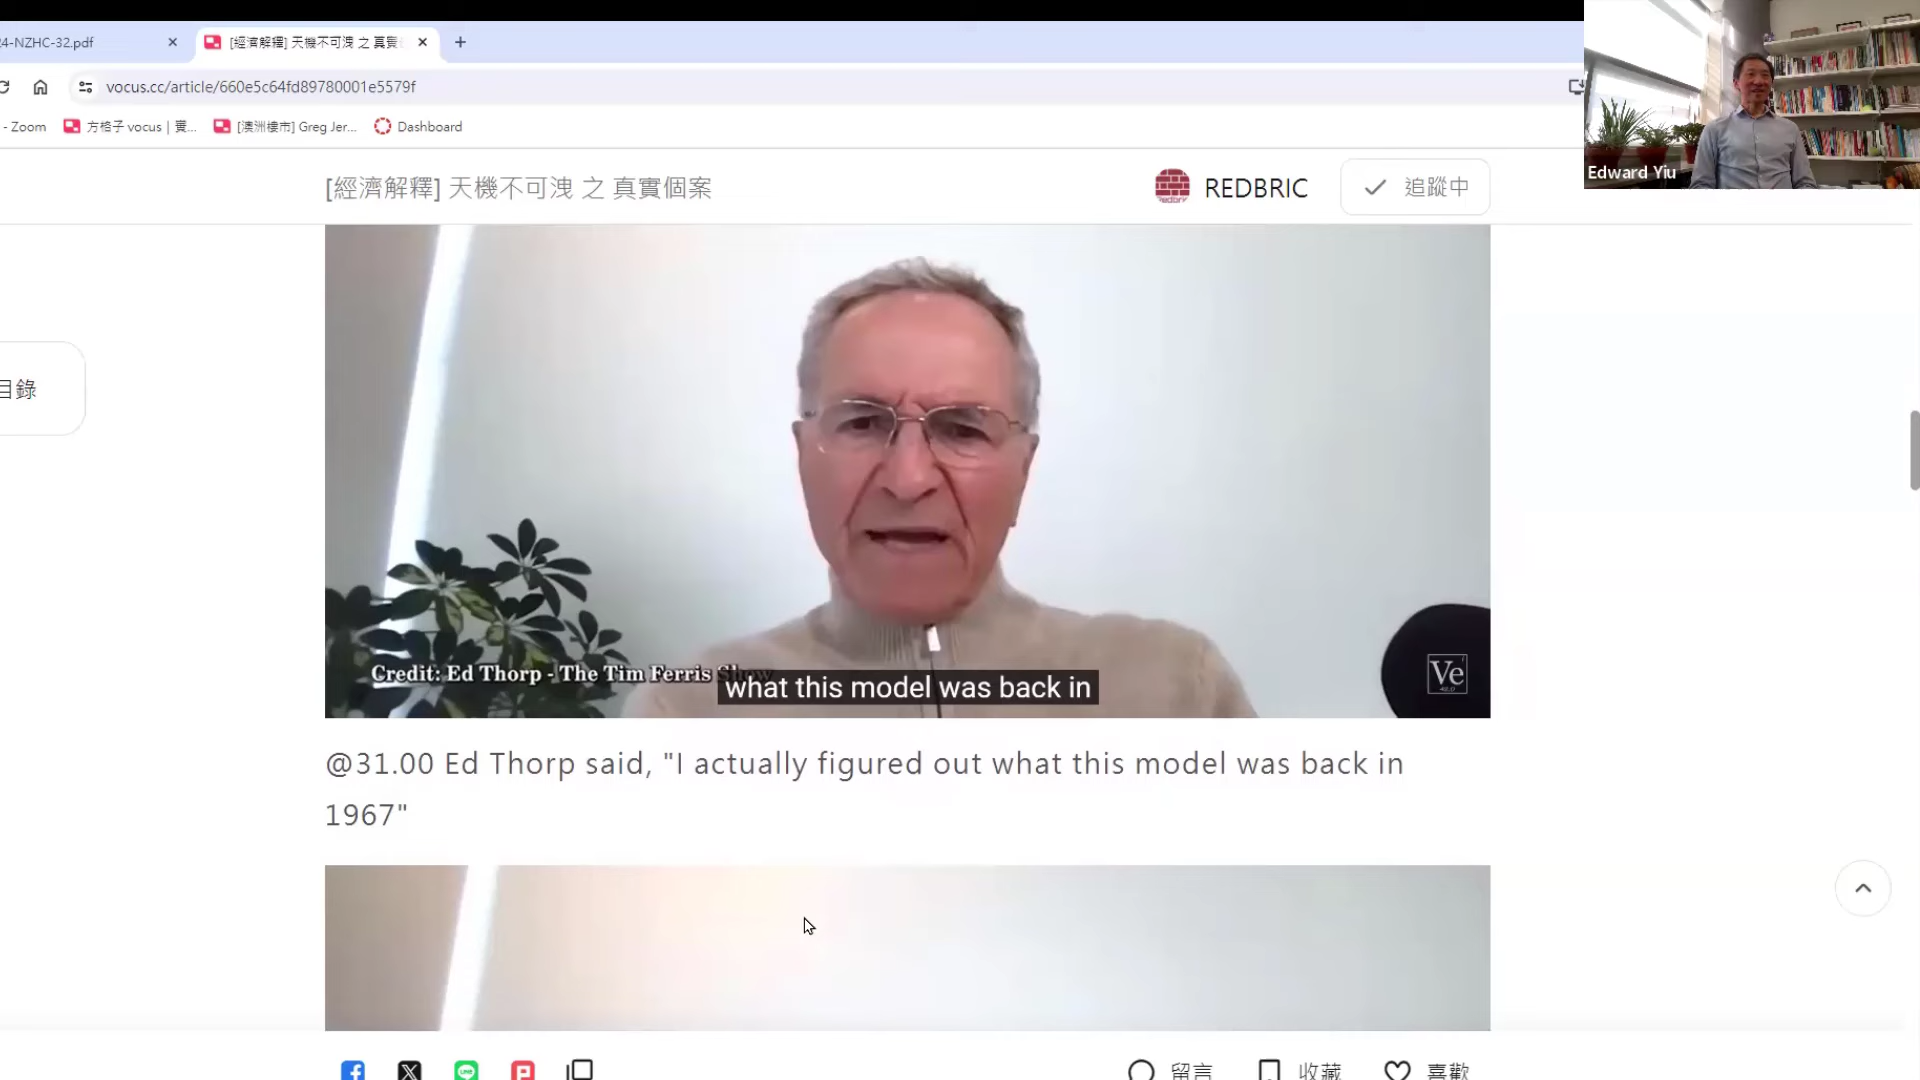 24-NZHC-32.pdf
[經濟解釋] 天機不可洩 之 真實
vocus.cc/article/660e5c64fd89780001e5579f
- Zoom
方格子 vocus | 寶...
[澳洲樓市] Greg Jer...
Dashboard
[經濟解釋] 天機不可洩 之 真實個案
REDBRIC
追蹤中
Edward Yiu
目錄
Credit: Ed Thorp - The Tim Ferris Show
what this model was back in
Ve
@31.00 Ed Thorp said, "I actually figured out what this model was back in
1967"
留言
收藏
喜歡